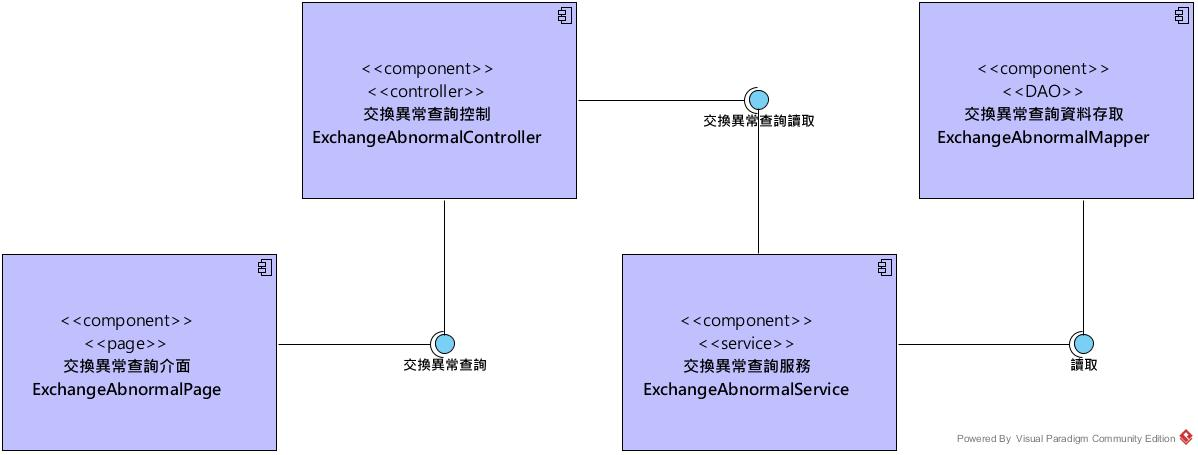 <<component>>
<<controller>>
交換異常查詢控制
ExchangeAbnormalController
交換異常查詢讀取
<<component>>
<<DAO>>
交換異常查詢資料存取
ExchangeAbnormalMapper
<<component>>
<<page>>
交換異常查詢介面
ExchangeAbnormalPage
交換異常查詢
<<component>>
<<service>>
交換異常查詢服務
ExchangeAbnormalService
讀取
Powered By Visual Paradigm Community Edition